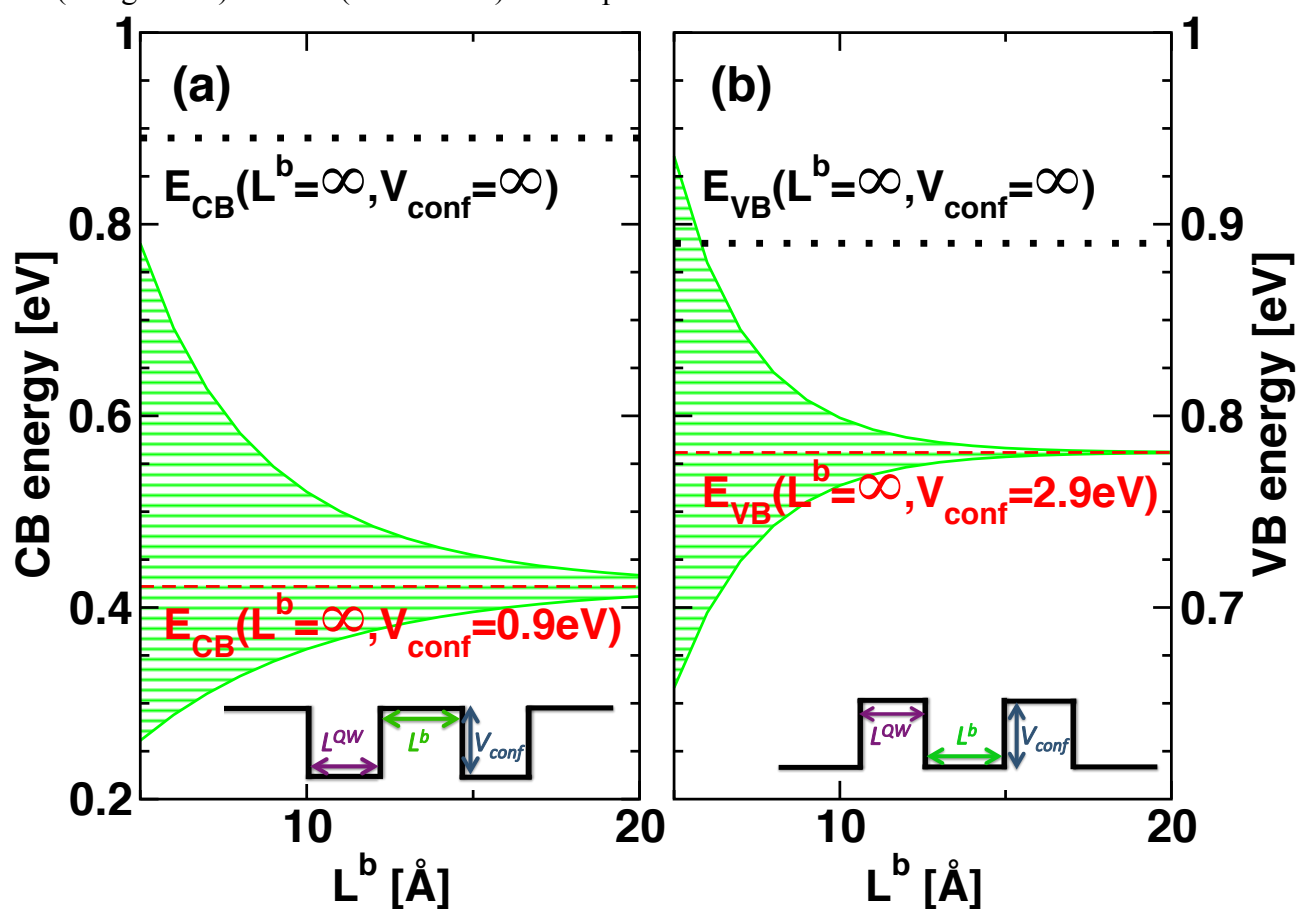 1
(a)
E_CB(L^b=∞,V_conf=∞)
0.8
0.6
E_CB(L^b=∞,V_conf=0.9eV)
0.4
L^QW
L^b
V_conf
0.2
10
20
L^b [Å]
CB energy [eV]
(b)
1
E_VB(L^b=∞,V_conf=∞)
0.9
0.8
E_VB(L^b=∞,V_conf=2.9eV)
0.7
L^QW
L^b
V_conf
10
20
L^b [Å]
VB energy [eV]